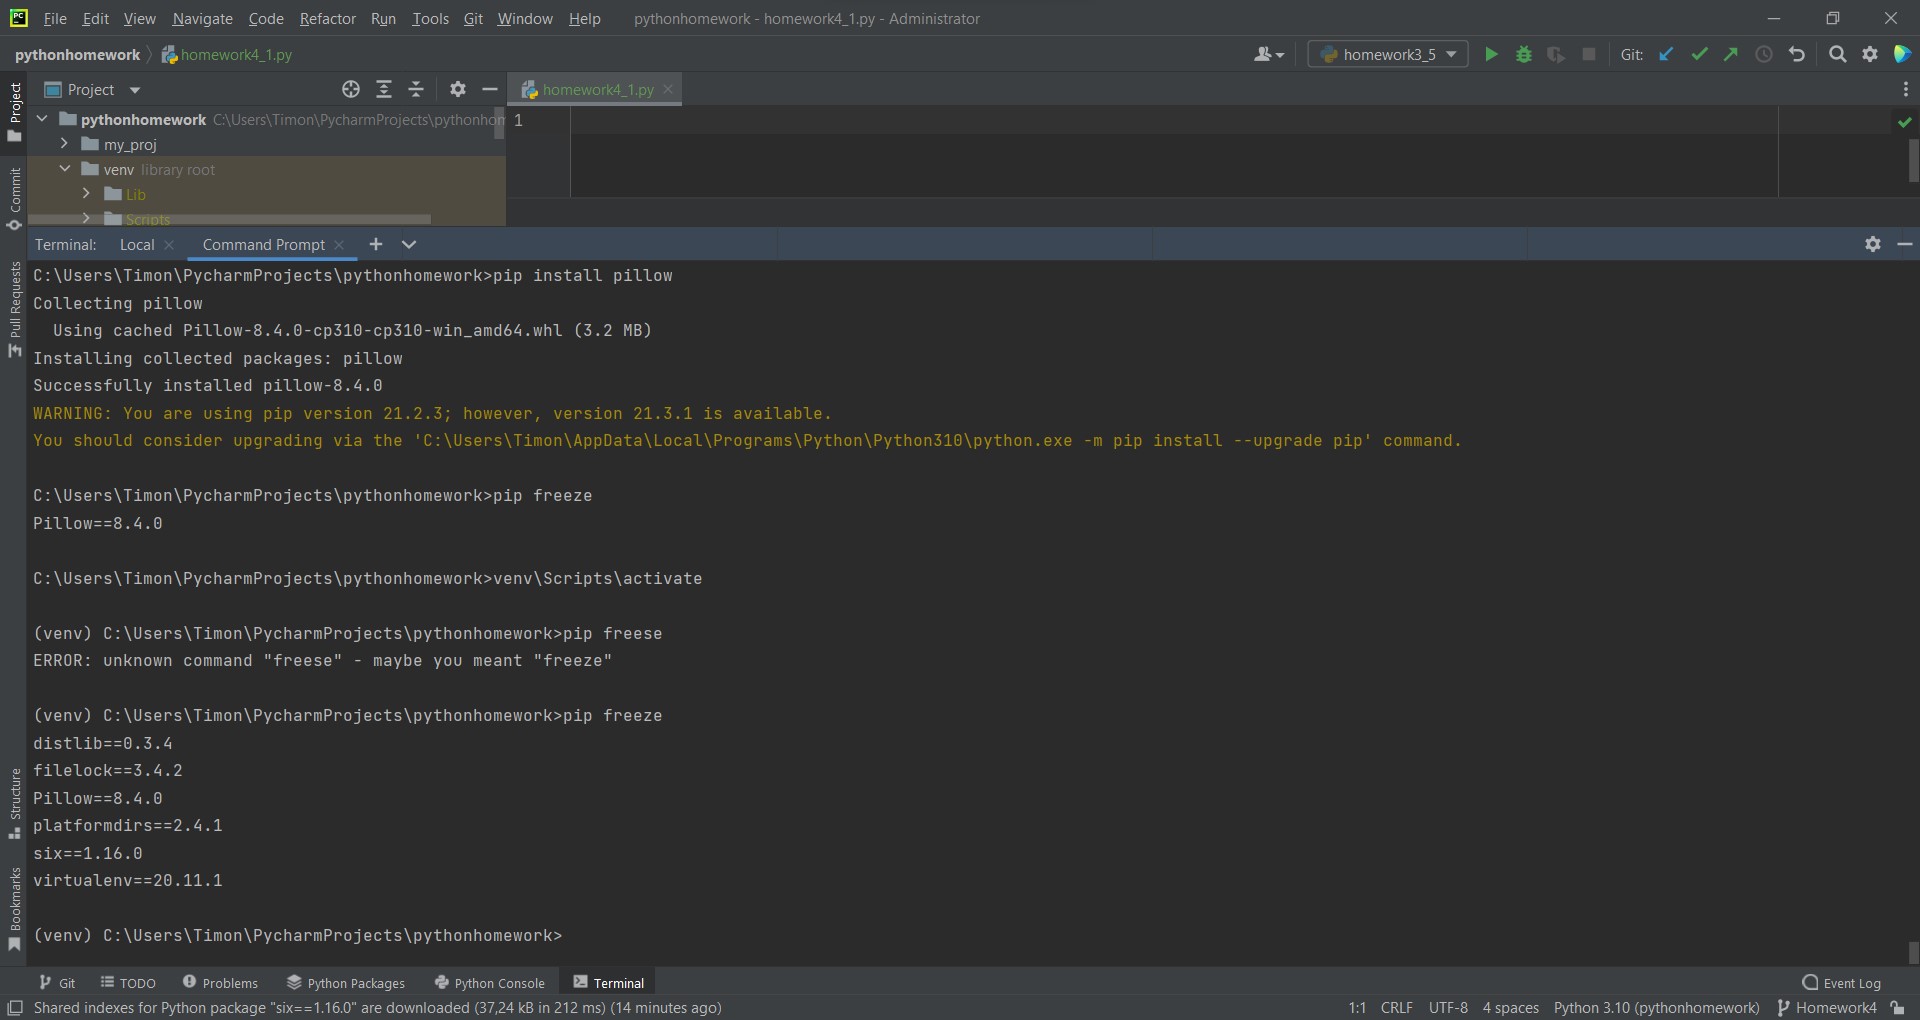 PC File Edit View Navigate Code Refactor Run Tools Git Window Help pythonhomework - homework4_1.py - Administrator
pythonhomework homework4_1.py homework3_5 Git:
Project homework4_1.py
pythonhomework C:\Users\Timon\PycharmProjects\pythonhom 1
my_proj
venv library root
Lib
Scripts
Project
Commit
Pull Requests
Structure
Bookmarks
Terminal: Local Command Prompt
C:\Users\Timon\PycharmProjects\pythonhomework>pip install pillow
Collecting pillow
  Using cached Pillow-8.4.0-cp310-cp310-win_amd64.whl (3.2 MB)
Installing collected packages: pillow
Successfully installed pillow-8.4.0
WARNING: You are using pip version 21.2.3; however, version 21.3.1 is available.
You should consider upgrading via the 'C:\Users\Timon\AppData\Local\Programs\Python\Python310\python.exe -m pip install --upgrade pip' command.
C:\Users\Timon\PycharmProjects\pythonhomework>pip freeze
Pillow==8.4.0
C:\Users\Timon\PycharmProjects\pythonhomework>venv\Scripts\activate
(venv) C:\Users\Timon\PycharmProjects\pythonhomework>pip freese
ERROR: unknown command "freese" - maybe you meant "freeze"
(venv) C:\Users\Timon\PycharmProjects\pythonhomework>pip freeze
distlib==0.3.4
filelock==3.4.2
Pillow==8.4.0
platformdirs==2.4.1
six==1.16.0
virtualenv==20.11.1
(venv) C:\Users\Timon\PycharmProjects\pythonhomework>
Git TODO Problems Python Packages Python Console Terminal Event Log
Shared indexes for Python package "six==1.16.0" are downloaded (37,24 kB in 212 ms) (14 minutes ago) 1:1 CRLF UTF-8 4 spaces Python 3.10 (pythonhomework) Homework4